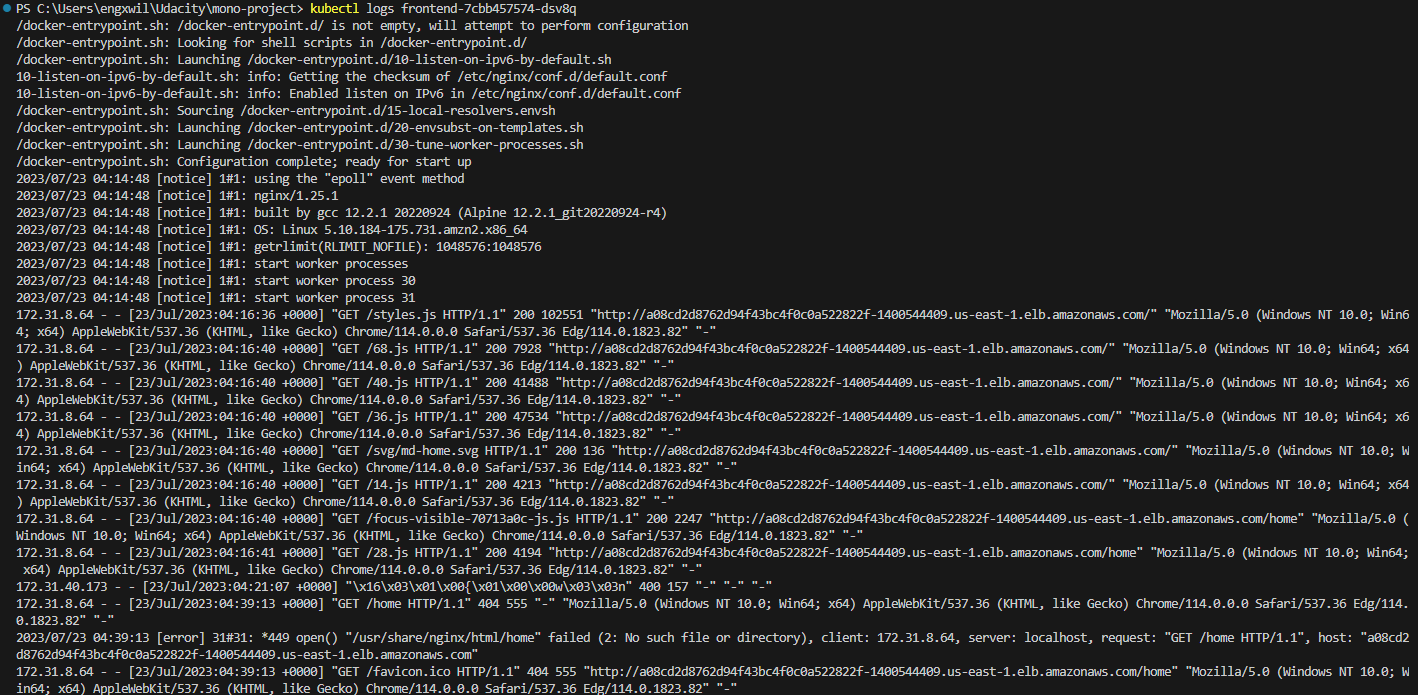 PS C:\Users\engxwil\Udacity\mono-project> kubectl logs frontend-7cbb457574-dsv8q
/docker-entrypoint.sh: /docker-entrypoint.d/ is not empty, will attempt to perform configuration
/docker-entrypoint.sh: Looking for shell scripts in /docker-entrypoint.d/
/docker-entrypoint.sh: Launching /docker-entrypoint.d/10-listen-on-ipv6-by-default.sh
10-listen-on-ipv6-by-default.sh: info: Getting the checksum of /etc/nginx/conf.d/default.conf
10-listen-on-ipv6-by-default.sh: info: Enabled listen on IPv6 in /etc/nginx/conf.d/default.conf
/docker-entrypoint.sh: Sourcing /docker-entrypoint.d/15-local-resolvers.envsh
/docker-entrypoint.sh: Launching /docker-entrypoint.d/20-envsubst-on-templates.sh
/docker-entrypoint.sh: Launching /docker-entrypoint.d/30-tune-worker-processes.sh
/docker-entrypoint.sh: Configuration complete; ready for start up
2023/07/23 04:14:48 [notice] 1#1: using the "epoll" event method
2023/07/23 04:14:48 [notice] 1#1: nginx/1.25.1
2023/07/23 04:14:48 [notice] 1#1: built by gcc 12.2.1 20220924 (Alpine 12.2.1_git20220924-r4)
2023/07/23 04:14:48 [notice] 1#1: OS: Linux 5.10.184-175.731.amzn2.x86_64
2023/07/23 04:14:48 [notice] 1#1: getrlimit(RLIMIT_NOFILE): 1048576:1048576
2023/07/23 04:14:48 [notice] 1#1: start worker processes
2023/07/23 04:14:48 [notice] 1#1: start worker process 30
2023/07/23 04:14:48 [notice] 1#1: start worker process 31
172.31.8.64 - - [23/Jul/2023:04:16:36 +0000] "GET /styles.js HTTP/1.1" 200 102551 "http://a08cd2d8762d94f43bc4f0c0a522822f-1400544409.us-east-1.elb.amazonaws.com/" "Mozilla/5.0 (Windows NT 10.0; Win6
4; x64) AppleWebKit/537.36 (KHTML, like Gecko) Chrome/114.0.0.0 Safari/537.36 Edg/114.0.1823.82" "-"
172.31.8.64 - - [23/Jul/2023:04:16:40 +0000] "GET /68.js HTTP/1.1" 200 7928 "http://a08cd2d8762d94f43bc4f0c0a522822f-1400544409.us-east-1.elb.amazonaws.com/" "Mozilla/5.0 (Windows NT 10.0; Win64; x64
) AppleWebKit/537.36 (KHTML, like Gecko) Chrome/114.0.0.0 Safari/537.36 Edg/114.0.1823.82" "-"
172.31.8.64 - - [23/Jul/2023:04:16:40 +0000] "GET /40.js HTTP/1.1" 200 41488 "http://a08cd2d8762d94f43bc4f0c0a522822f-1400544409.us-east-1.elb.amazonaws.com/" "Mozilla/5.0 (Windows NT 10.0; Win64; x6
4) AppleWebKit/537.36 (KHTML, like Gecko) Chrome/114.0.0.0 Safari/537.36 Edg/114.0.1823.82" "-"
172.31.8.64 - - [23/Jul/2023:04:16:40 +0000] "GET /36.js HTTP/1.1" 200 47534 "http://a08cd2d8762d94f43bc4f0c0a522822f-1400544409.us-east-1.elb.amazonaws.com/" "Mozilla/5.0 (Windows NT 10.0; Win64; x6
4) AppleWebKit/537.36 (KHTML, like Gecko) Chrome/114.0.0.0 Safari/537.36 Edg/114.0.1823.82" "-"
172.31.8.64 - - [23/Jul/2023:04:16:40 +0000] "GET /svg/md-home.svg HTTP/1.1" 200 136 "http://a08cd2d8762d94f43bc4f0c0a522822f-1400544409.us-east-1.elb.amazonaws.com/" "Mozilla/5.0 (Windows NT 10.0; W
in64; x64) AppleWebKit/537.36 (KHTML, like Gecko) Chrome/114.0.0.0 Safari/537.36 Edg/114.0.1823.82" "-"
172.31.8.64 - - [23/Jul/2023:04:16:40 +0000] "GET /14.js HTTP/1.1" 200 4213 "http://a08cd2d8762d94f43bc4f0c0a522822f-1400544409.us-east-1.elb.amazonaws.com/" "Mozilla/5.0 (Windows NT 10.0; Win64; x64
) AppleWebKit/537.36 (KHTML, like Gecko) Chrome/114.0.0.0 Safari/537.36 Edg/114.0.1823.82" "-"
172.31.8.64 - - [23/Jul/2023:04:16:40 +0000] "GET /focus-visible-70713a0c-js.js HTTP/1.1" 200 2247 "http://a08cd2d8762d94f43bc4f0c0a522822f-1400544409.us-east-1.elb.amazonaws.com/home" "Mozilla/5.0 (
Windows NT 10.0; Win64; x64) AppleWebKit/537.36 (KHTML, like Gecko) Chrome/114.0.0.0 Safari/537.36 Edg/114.0.1823.82" "-"
172.31.8.64 - - [23/Jul/2023:04:16:41 +0000] "GET /28.js HTTP/1.1" 200 4194 "http://a08cd2d8762d94f43bc4f0c0a522822f-1400544409.us-east-1.elb.amazonaws.com/home" "Mozilla/5.0 (Windows NT 10.0; Win64;
 x64) AppleWebKit/537.36 (KHTML, like Gecko) Chrome/114.0.0.0 Safari/537.36 Edg/114.0.1823.82" "-"
172.31.40.173 - - [23/Jul/2023:04:21:07 +0000] "\x16\x03\x01\x00{\x01\x00\x00w\x03\x03n" 400 157 "-" "-" "-"
172.31.8.64 - - [23/Jul/2023:04:39:13 +0000] "GET /home HTTP/1.1" 404 555 "-" "Mozilla/5.0 (Windows NT 10.0; Win64; x64) AppleWebKit/537.36 (KHTML, like Gecko) Chrome/114.0.0.0 Safari/537.36 Edg/114.
0.1823.82" "-"
2023/07/23 04:39:13 [error] 31#31: *449 open() "/usr/share/nginx/html/home" failed (2: No such file or directory), client: 172.31.8.64, server: localhost, request: "GET /home HTTP/1.1", host: "a08cd2
d8762d94f43bc4f0c0a522822f-1400544409.us-east-1.elb.amazonaws.com"
172.31.8.64 - - [23/Jul/2023:04:39:13 +0000] "GET /favicon.ico HTTP/1.1" 404 555 "http://a08cd2d8762d94f43bc4f0c0a522822f-1400544409.us-east-1.elb.amazonaws.com/home" "Mozilla/5.0 (Windows NT 10.0; W
in64; x64) AppleWebKit/537.36 (KHTML, like Gecko) Chrome/114.0.0.0 Safari/537.36 Edg/114.0.1823.82" "-"